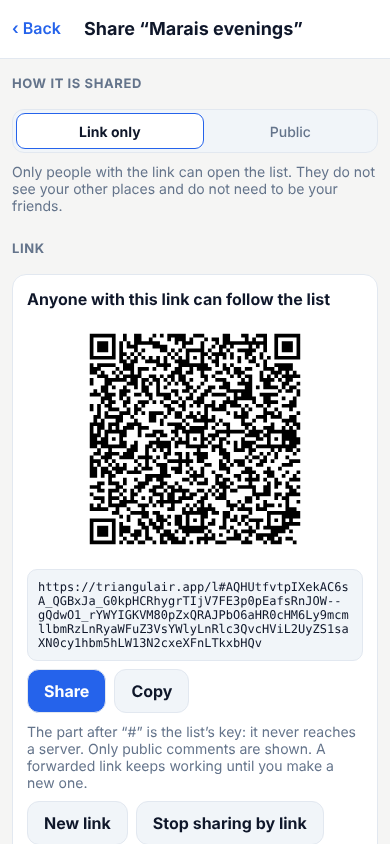 ‹ Back Share “Marais evenings”
HOW IT IS SHARED
Link only Public
Only people with the link can open the list. They do not
see your other places and do not need to be your
friends.
LINK
Anyone with this link can follow the list
https://triangulair.app/l#AQHUtfvtpIXekAC6s
A_QGBxJa_G0kpHCRhygrTIjV7FE3p0pEafsRnJOW--
gQdwO1_rYWYIGKVM80pZxQRAJPbO6aHR0cHM6Ly9mcm
llbmRzLnRyaWFuZ3VsYWlyLnRlc3QvcHViL2UyZS1sa
XN0cy1hbm5hLW13N2cxeXFnLTkxbHQv
Share Copy
The part after “#” is the list’s key: it never reaches
a server. Only public comments are shown. A
forwarded link keeps working until you make a
new one.
New link Stop sharing by link